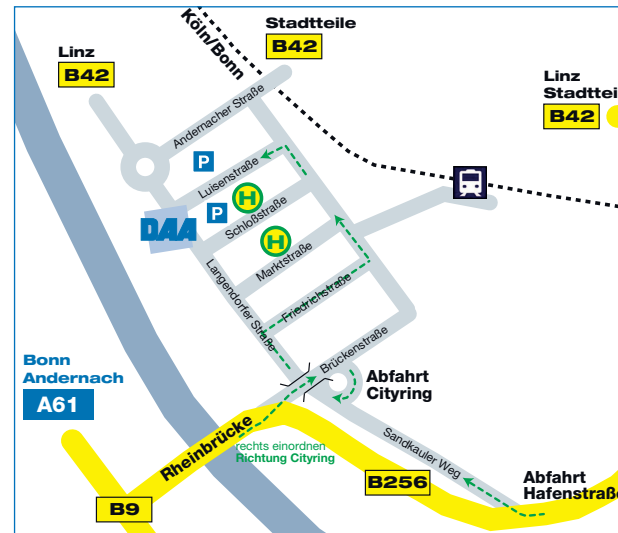 Stadtteile
B42
Köln/Bonn
Linz
B42
Linz
Stadtteil
B42
Andernacher Straße
P
Luisenstraße
H
P
Schloßstraße
DAA
H
Marktstraße
Langendorfer Straße
Friedrichstraße
Brückenstraße
Bonn
Andernach
A61
Abfahrt
Cityring
Rheinbrücke
rechts einordnen
Richtung Cityring
Sandkauler Weg
B256
Abfahrt
Hafenstraße
B9